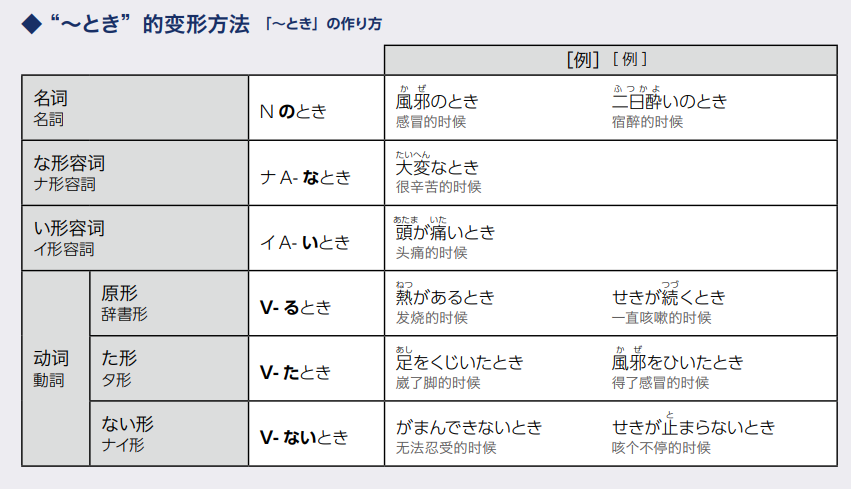 ◆ “～とき” 的变形方法 「～とき」の作り方
［例］［例］
名词
名詞
N のとき
かぜ
風邪のとき
感冒的时候
ふつかよ
二日酔いのとき
宿醉的时候
な形容词
ナ形容詞
ナ A- なとき
たいへん
大変なとき
很辛苦的时候
い形容词
イ形容詞
イ A- いとき
あたま いた
頭が痛いとき
头痛的时候
动词
動詞
原形
辞書形
V- るとき
ねつ
熱があるとき
发烧的时候
つづ
せきが続くとき
一直咳嗽的时候
た形
タ形
V- たとき
あし
足をくじいたとき
崴了脚的时候
かぜ
風邪をひいたとき
得了感冒的时候
ない形
ナイ形
V- ないとき
がまんできないとき
无法忍受的时候
と
せきが止まらないとき
咳个不停的时候